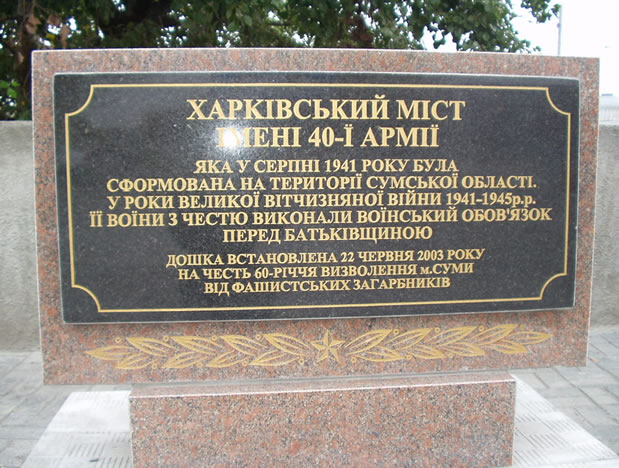 ХАРКІВСЬКИЙ МІСТ
ІМЕНІ 40-Ї АРМІЇ
ЯКА У СЕРПНІ 1941 РОКУ БУЛА
СФОРМОВАНА НА ТЕРИТОРІЇ СУМСЬКОЇ ОБЛАСТІ.
У РОКИ ВЕЛИКОЇ ВІТЧИЗНЯНОЇ ВІЙНИ 1941-1945р.р.
ЇЇ ВОЇНИ З ЧЕСТЮ ВИКОНАЛИ ВОЇНСЬКИЙ ОБОВ'ЯЗОК
ПЕРЕД БАТЬКІВЩИНОЮ
ДОШКА ВСТАНОВЛЕНА 22 ЧЕРВНЯ 2003 РОКУ
НА ЧЕСТЬ 60-РІЧЧЯ ВИЗВОЛЕННЯ м.СУМИ
ВІД ФАШИСТСЬКИХ ЗАГАРБНИКІВ